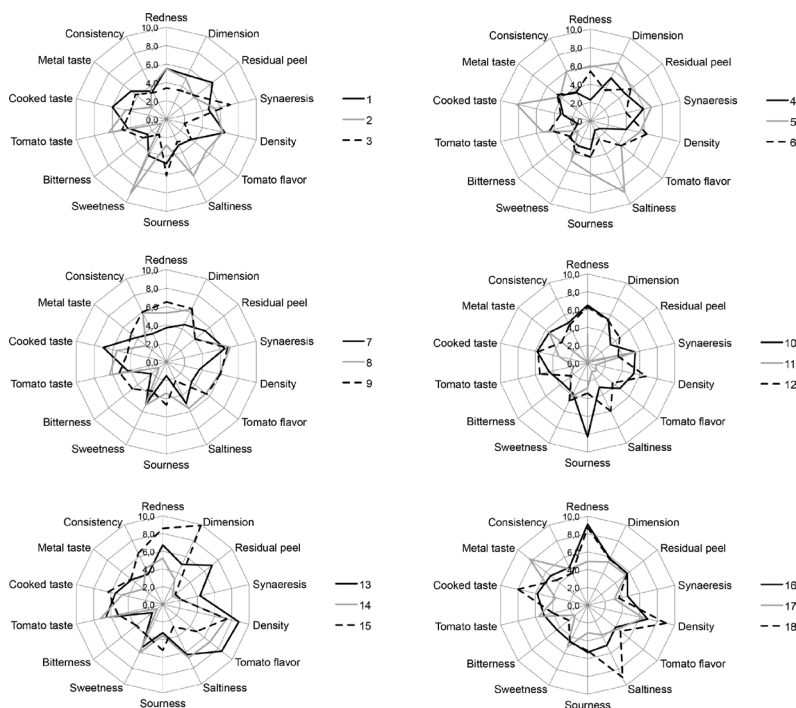 Redness
Consistency 10,0 Dimension
Metal taste 8,0 Residual peel
6,0
4,0
Cooked taste 2,0 Synaeresis
0,0
Tomato taste Density
Bitterness Tomato flavor
Sweetness Saltiness
Sourness
1
2
3
Redness
Consistency 10,0 Dimension
Metal taste 8,0 Residual peel
6,0
4,0
Cooked taste 2,0 Synaeresis
0,0
Tomato taste Density
Bitterness Tomato flavor
Sweetness Saltiness
Sourness
4
5
6
Redness
Consistency 10,0 Dimension
Metal taste 8,0 Residual peel
6,0
4,0
Cooked taste 2,0 Synaeresis
0,0
Tomato taste Density
Bitterness Tomato flavor
Sweetness Saltiness
Sourness
7
8
9
Redness
Consistency 10,0 Dimension
Metal taste 8,0 Residual peel
6,0
4,0
Cooked taste 2,0 Synaeresis
0,0
Tomato taste Density
Bitterness Tomato flavor
Sweetness Saltiness
Sourness
10
11
12
Redness
Consistency 10,0 Dimension
Metal taste 8,0 Residual peel
6,0
4,0
Cooked taste 2,0 Synaeresis
0,0
Tomato taste Density
Bitterness Tomato flavor
Sweetness Saltiness
Sourness
13
14
15
Redness
Consistency 10,0 Dimension
Metal taste 8,0 Residual peel
6,0
4,0
Cooked taste 2,0 Synaeresis
0,0
Tomato taste Density
Bitterness Tomato flavor
Sweetness Saltiness
Sourness
16
17
18